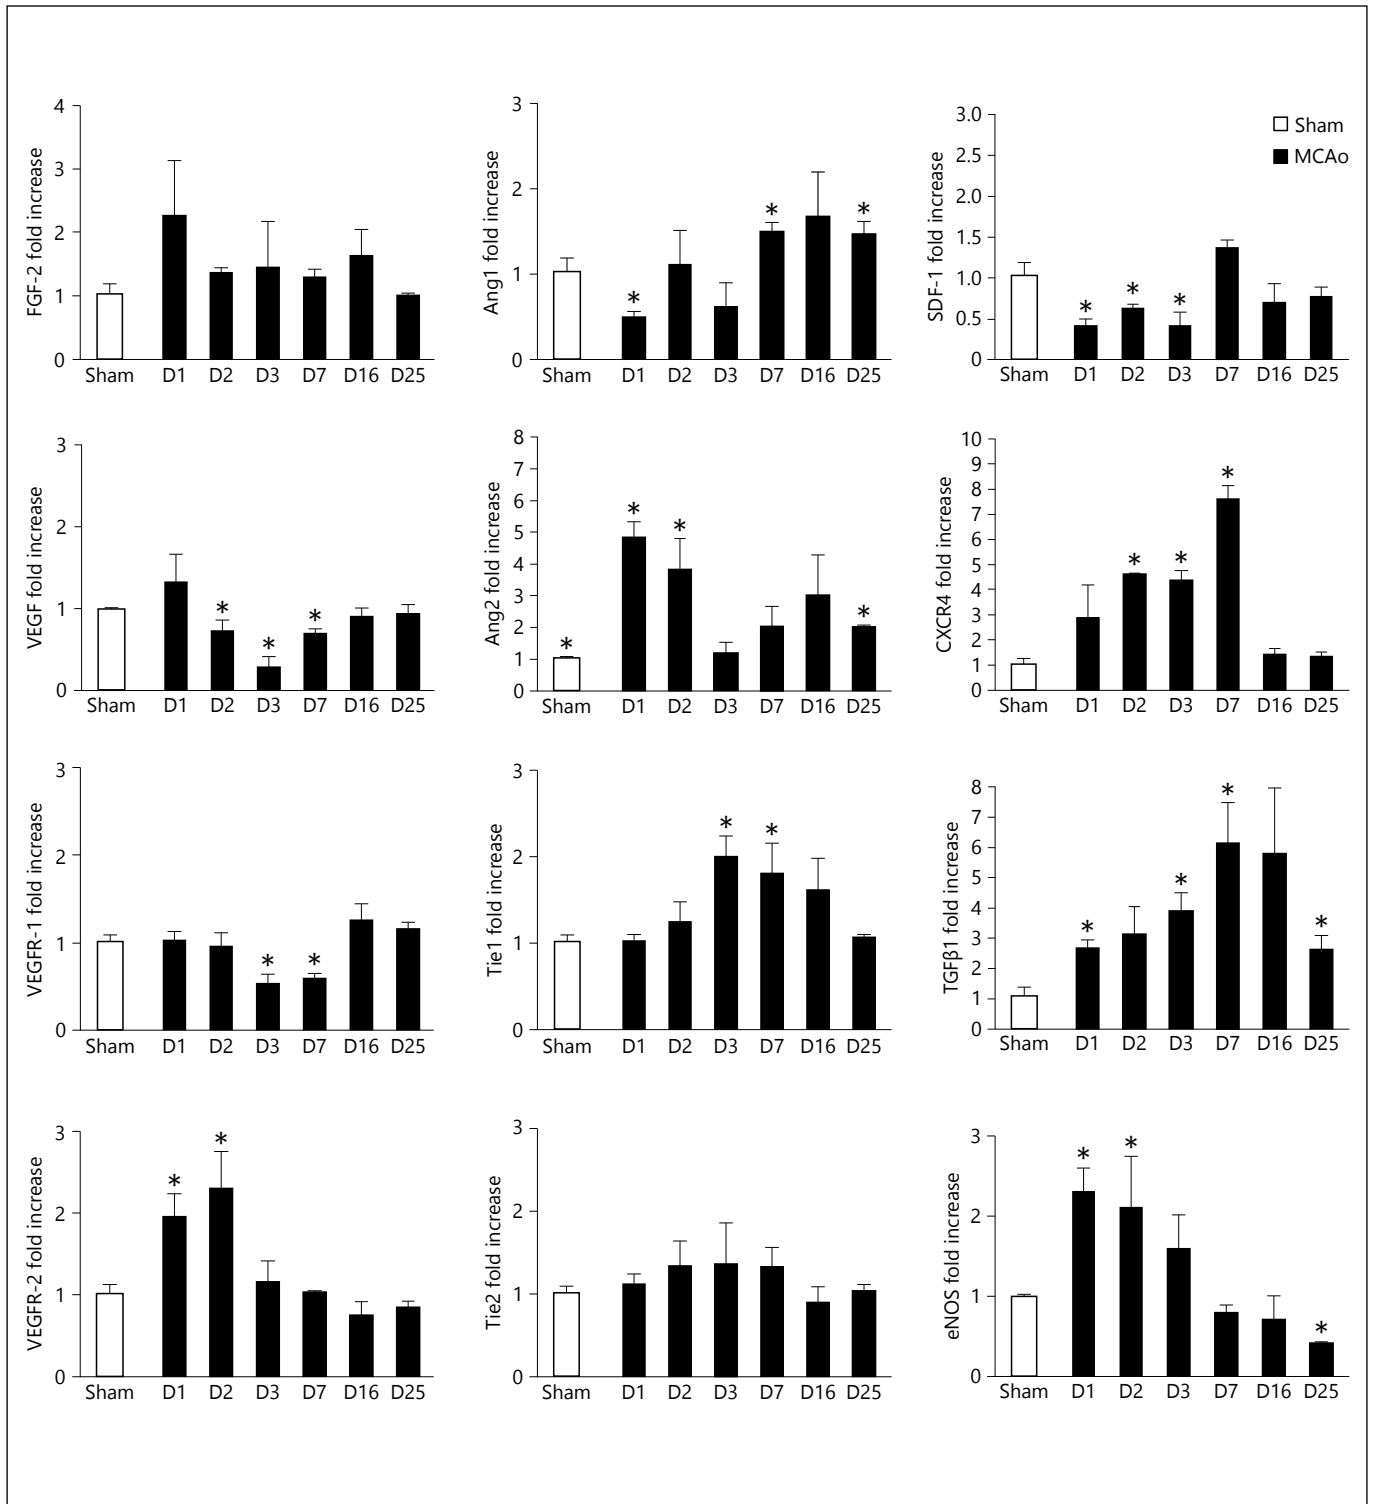 FGF-2 fold increase
4
3
2
1
0
Sham D1 D2 D3 D7 D16 D25
Ang1 fold increase
3
2
1
0
* * *
Sham D1 D2 D3 D7 D16 D25
SDF-1 fold increase
3.0
2.5
2.0
1.5
1.0
0.5
0
* * *
Sham D1 D2 D3 D7 D16 D25
Sham
MCAo
VEGF fold increase
3
2
1
0
* * *
Sham D1 D2 D3 D7 D16 D25
Ang2 fold increase
8
7
6
5
4
3
2
1
0
* * * *
Sham D1 D2 D3 D7 D16 D25
CXCR4 fold increase
10
9
8
7
6
5
4
3
2
1
0
* * *
Sham D1 D2 D3 D7 D16 D25
VEGFR-1 fold increase
3
2
1
0
* *
Sham D1 D2 D3 D7 D16 D25
Tie1 fold increase
3
2
1
0
* *
Sham D1 D2 D3 D7 D16 D25
TGFβ1 fold increase
8
7
6
5
4
3
2
1
0
* * * *
Sham D1 D2 D3 D7 D16 D25
VEGFR-2 fold increase
3
2
1
0
* *
Sham D1 D2 D3 D7 D16 D25
Tie2 fold increase
3
2
1
0
Sham D1 D2 D3 D7 D16 D25
eNOS fold increase
3
2
1
0
* * *
Sham D1 D2 D3 D7 D16 D25